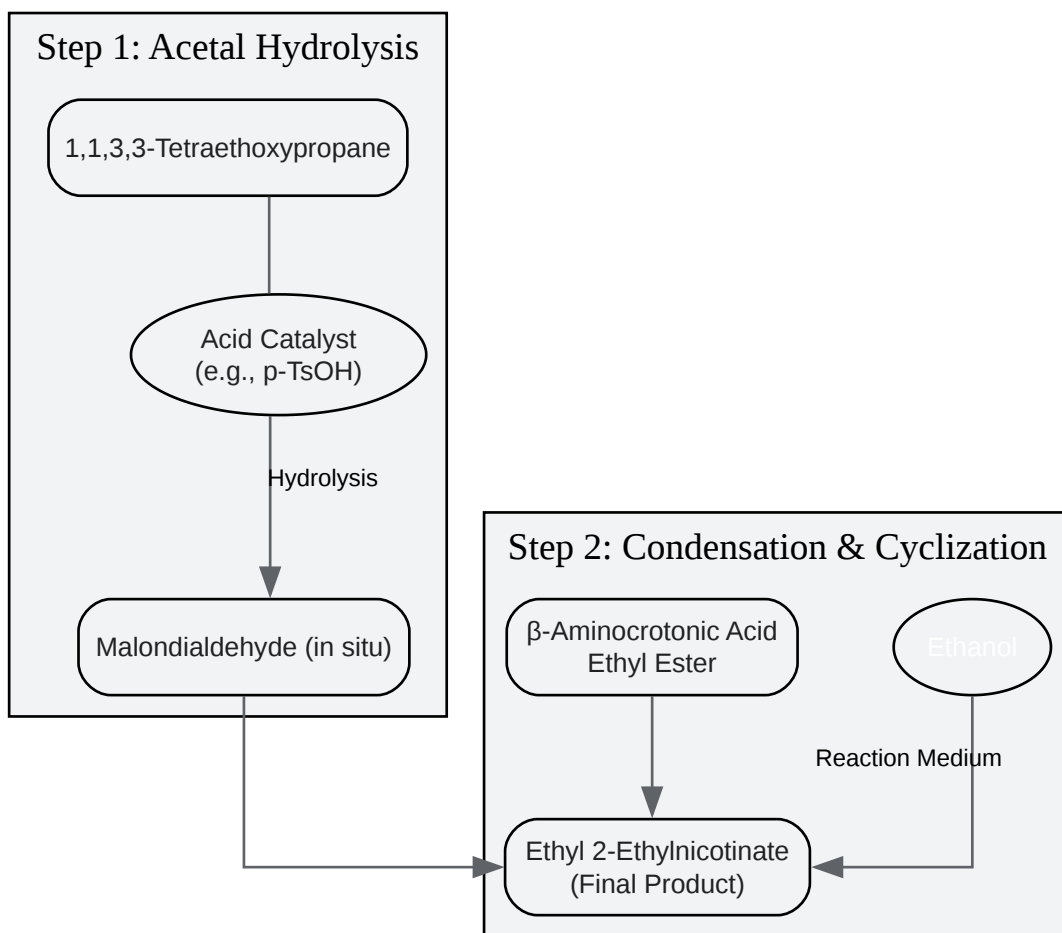 Step 1: Acetal Hydrolysis
1,1,3,3-Tetraethoxypropane
Acid Catalyst
(e.g., p-TsOH)
Hydrolysis
Malondialdehyde (in situ)
Step 2: Condensation & Cyclization
β-Aminocrotonic Acid
Ethyl Ester
Ethanol
Reaction Medium
Ethyl 2-Ethylnicotinate
(Final Product)